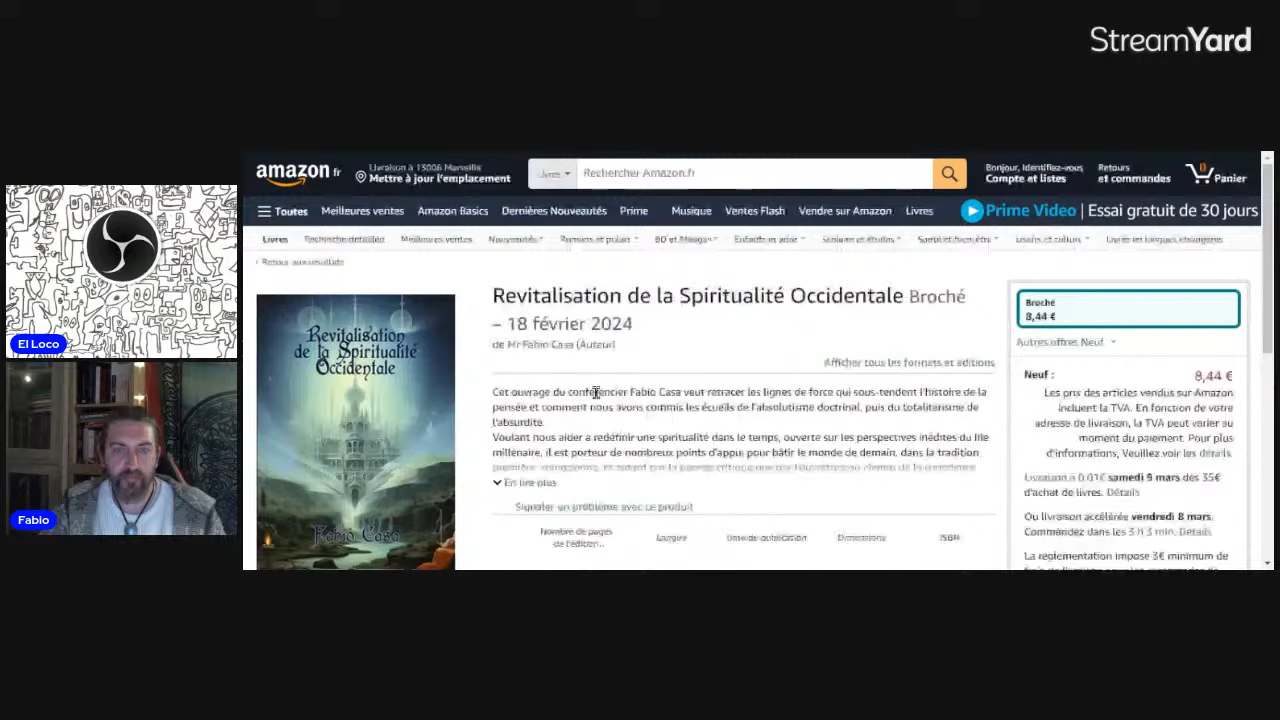 StreamYard
amazon.fr
Livraison à 13006 Marseille
Mettre à jour l'emplacement
Livres
Rechercher Amazon.fr
Bonjour, Identifiez-vous
Compte et listes
Retours
et commandes
0
Panier
Toutes
Meilleures ventes
Amazon Basics
Dernières Nouveautés
Prime
Musique
Ventes Flash
Vendre sur Amazon
Livres
Prime Video | Essai gratuit de 30 jours
Livres
Recherche détaillée
Meilleures ventes
Nouveautés
Romans et polars
BD et Mangas
Enfants et ados
Scolaire et études
Santé et bien-être
Loisirs et culture
Livres en langues étrangères
‹ Retour aux résultats
Revitalisation
de la Spiritualité
Occidentale
Fabio Casa
Revitalisation de la Spiritualité Occidentale Broché
– 18 février 2024
de Mr Fabio Casa (Auteur)
Afficher tous les formats et éditions
Cet ouvrage du conférencier Fabio Casa veut retracer les lignes de force qui sous-tendent l'histoire de la
pensée et comment nous avons commis les écueils de l'absolutisme doctrinal, puis du totalitarisme de
l'absurdité.
Voulant nous aider à redéfinir une spiritualité dans le temps, ouverte sur les perspectives inédites du IIIe
millénaire, il est porteur de nombreux points d'appui pour bâtir le monde de demain, dans la tradition
En lire plus
Signaler un problème avec ce produit
Nombre de pages
de l'édition...
Langue
Date de publication
Dimensions
ISBN
Broché
8,44 €
Autres offres Neuf
Neuf : 8,44 €
Les prix des articles vendus sur Amazon
incluent la TVA. En fonction de votre
adresse de livraison, la TVA peut varier au
moment du paiement. Pour plus
d'informations, Veuillez voir les détails.
Livraison à 0,01€ samedi 9 mars dès 35€
d'achat de livres. Détails
Ou livraison accélérée vendredi 8 mars.
Commandez dans les 3 h 3 min. Détails
La réglementation impose 3€ minimum de
El Loco
Fabio